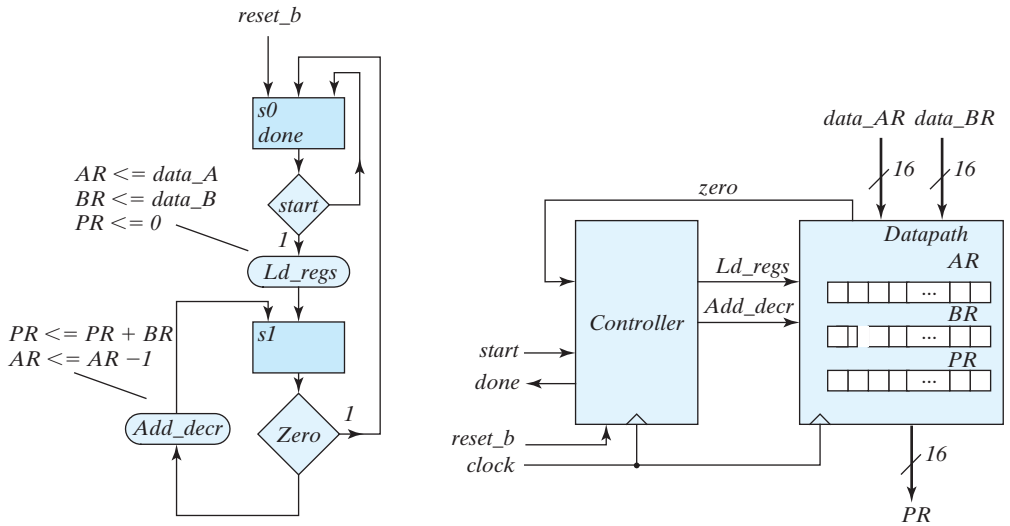 reset_b
s0
done
AR <= data_A
BR <= data_B
PR <= 0
start
1
Ld_regs
s1
PR <= PR + BR
AR <= AR −1
Add_decr
Zero
1
data_AR data_BR
16
16
zero
Datapath
AR
...
BR
...
PR
...
Ld_regs
Add_decr
Controller
start
done
reset_b
clock
16
PR